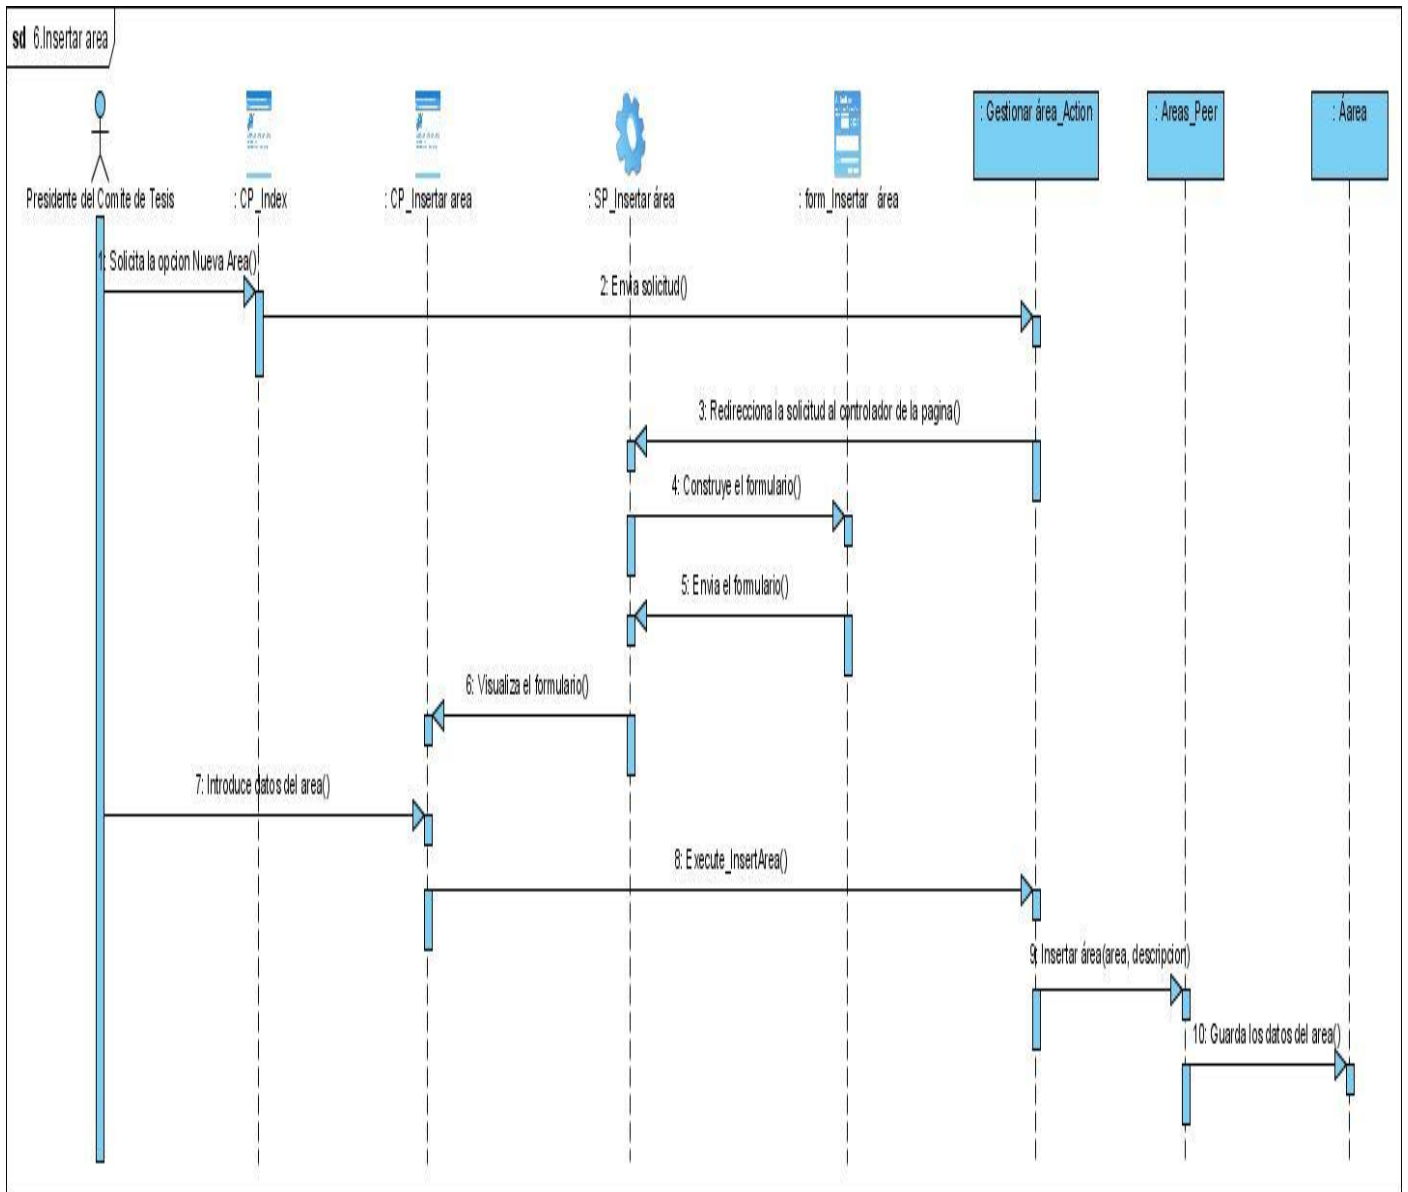 sd 6.Insertar area
: Gestionar área_Action
: Areas_Peer
: Áarea
Presidente del Comite de Tesis
: CP_Index
: CP_Insertar area
: SP_Insertar área
: form_Insertar área
1: Solicita la opcion Nueva Area()
2: Envia solicitud()
3: Redirecciona la solicitud al controlador de la pagina()
4: Construye el formulario()
5: Envia el formulario()
6: Visualiza el formulario()
7: Introduce datos del area()
8: Execute_InsertArea()
9: Insertar área(area, descripcion)
10: Guarda los datos del area()